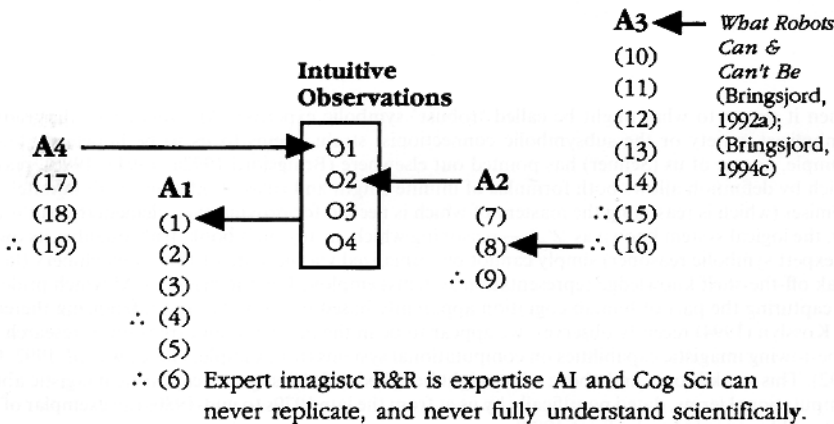 A3
What Robots
Can &
Can't Be
(Bringsjord,
1992a);
(Bringsjord,
1994c)
(10)
(11)
(12)
(13)
(14)
∴ (15)
∴ (16)
Intuitive
Observations
O1
O2
O3
O4
A4
(17)
(18)
∴ (19)
A1
(1)
(2)
(3)
∴ (4)
(5)
∴ (6) Expert imagistc R&R is expertise AI and Cog Sci can
never replicate, and never fully understand scientifically.
A2
(7)
(8)
∴ (9)